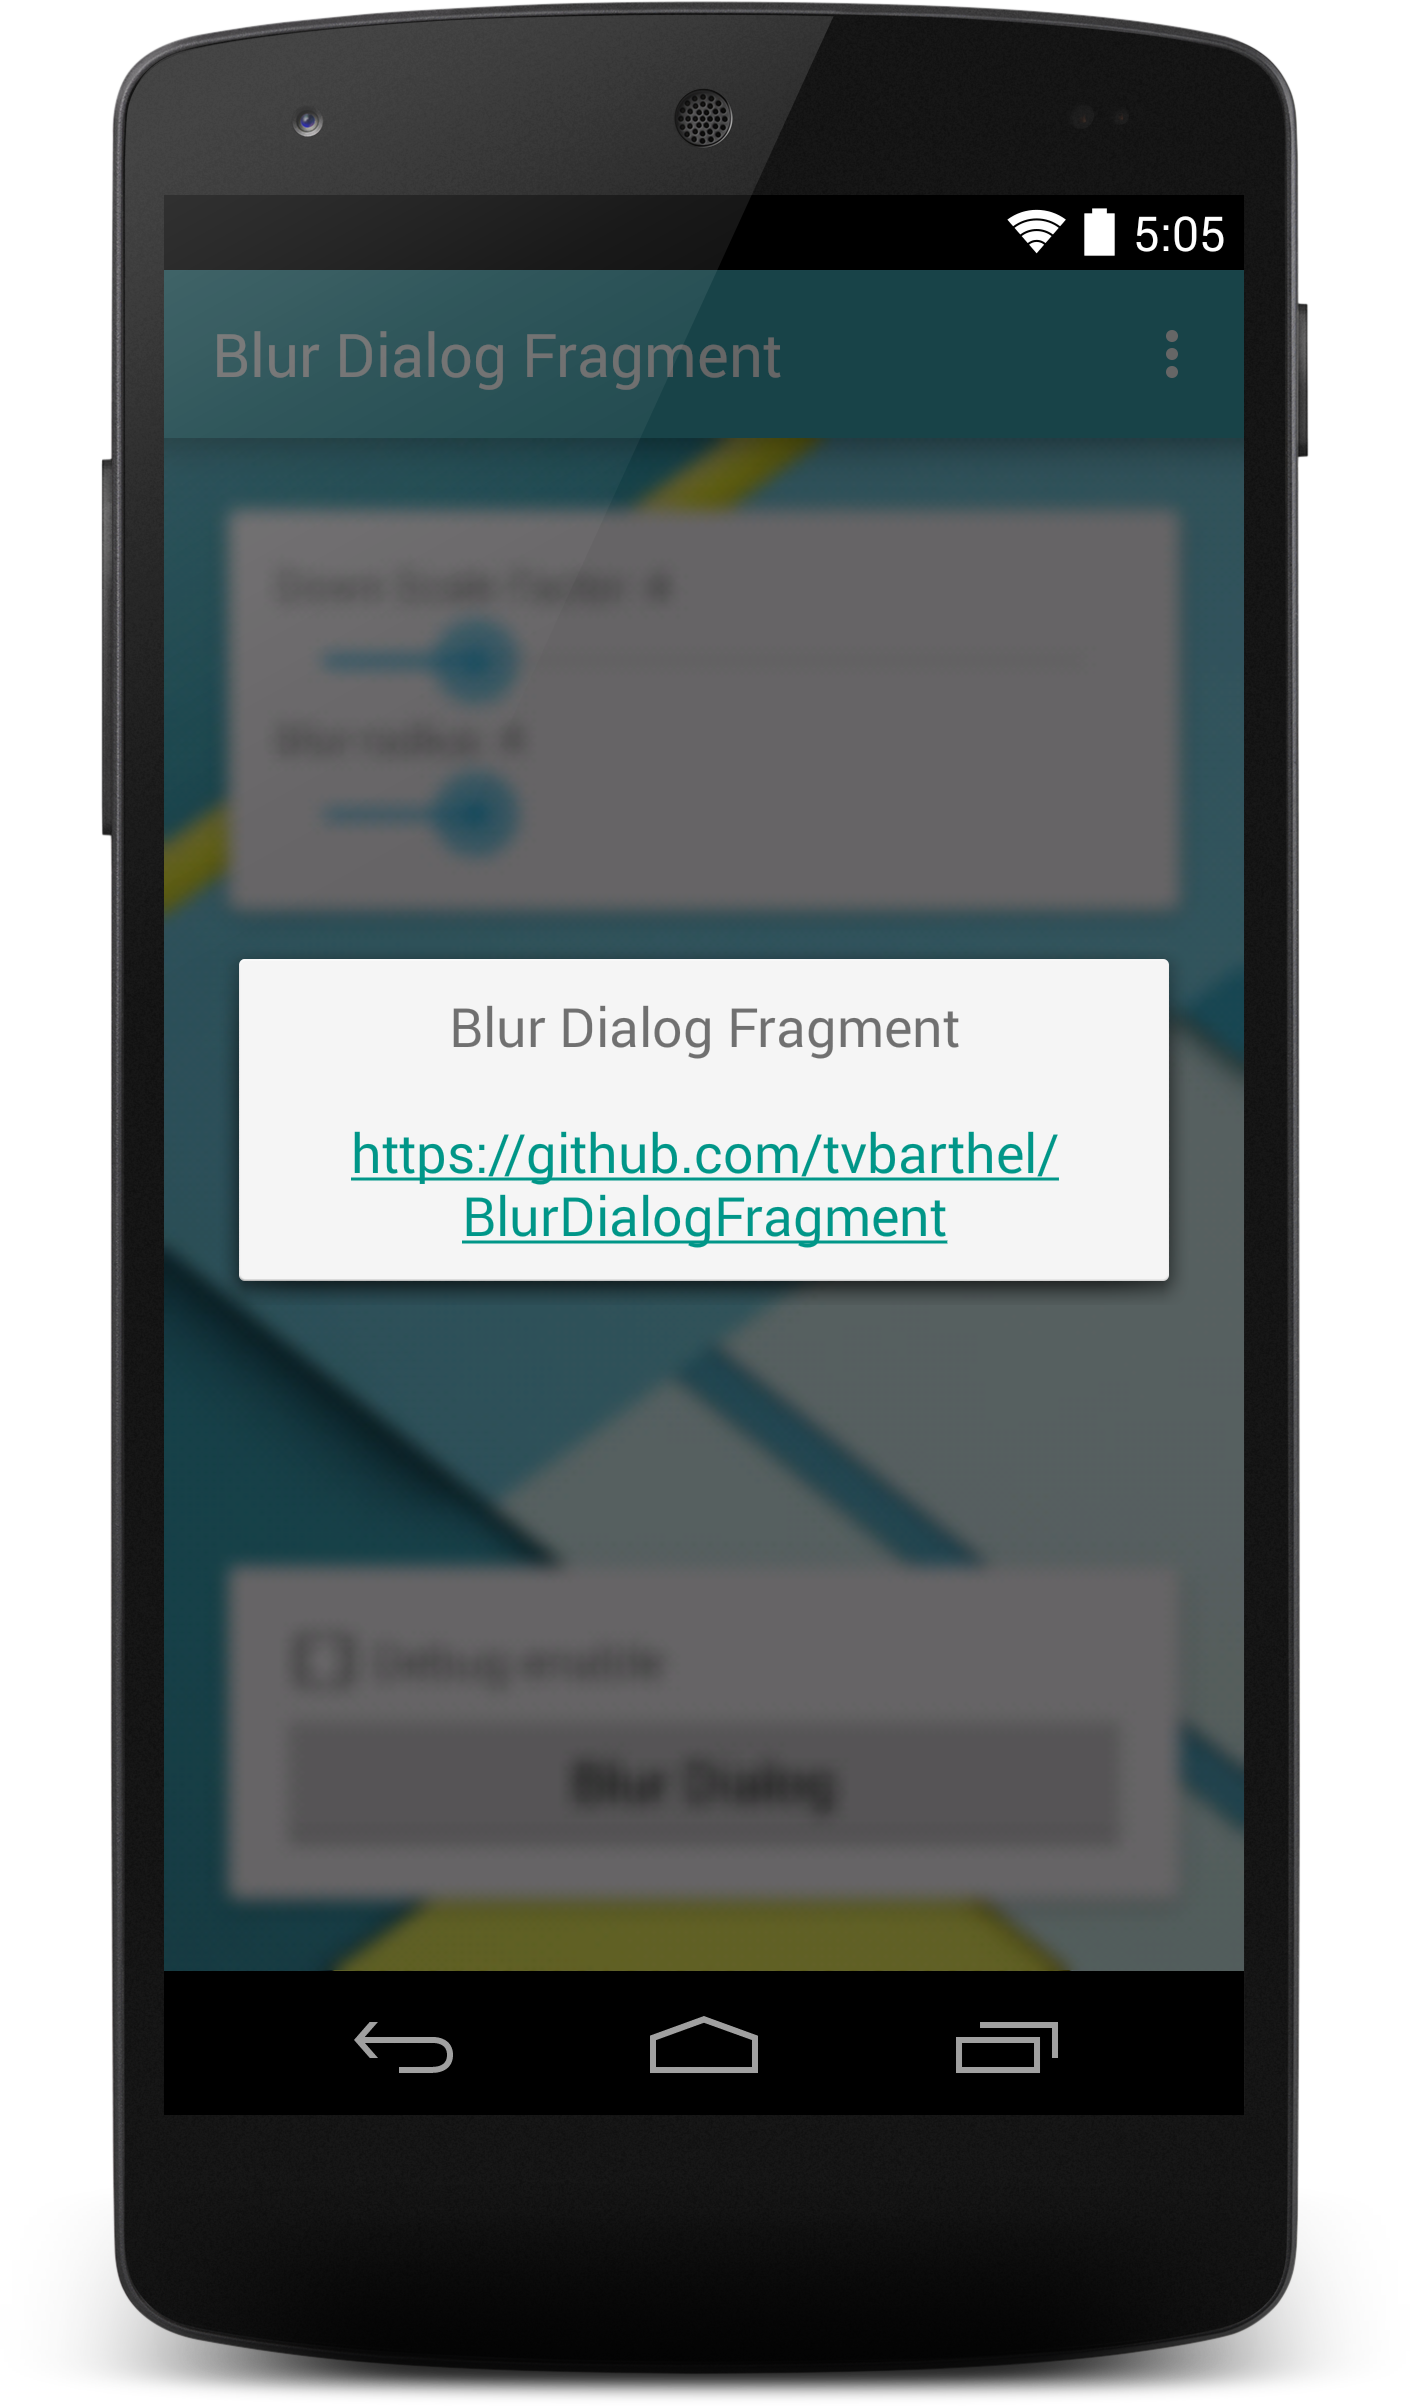 5:05
Blur Dialog Fragment
Down Scale Factor: 4
Blur radius: 4
Blur Dialog Fragment
https://github.com/tvbarthel/
BlurDialogFragment
Debug enable
Blur Dialog